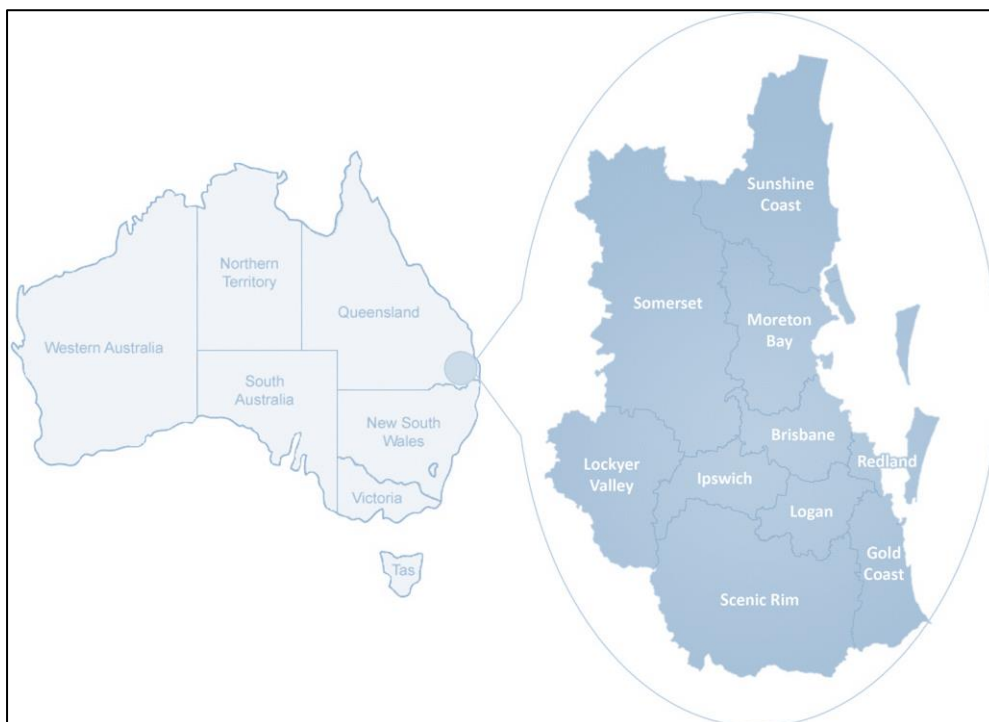 Northern
Territory
Queensland
Western Australia
South
Australia
New South
Wales
Victoria
Tas
Sunshine
Coast
Somerset
Moreton
Bay
Brisbane
Redland
Lockyer
Valley
Ipswich
Logan
Gold
Coast
Scenic Rim